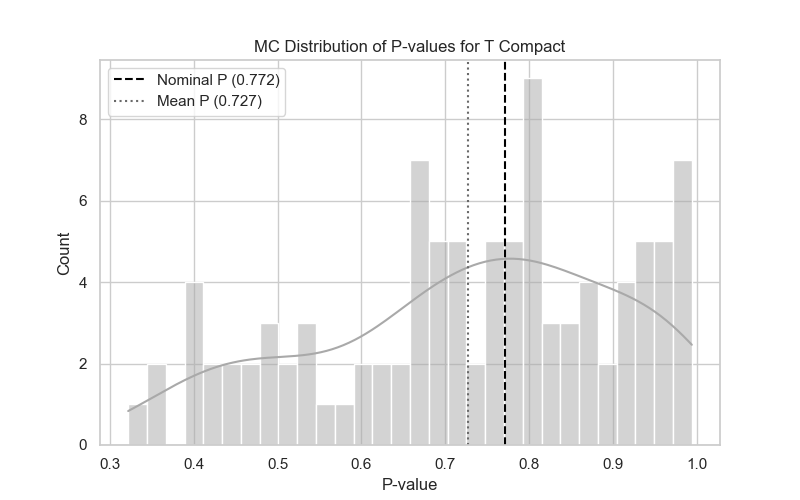 MC Distribution of P-values for T Compact
Nominal P (0.772)
Mean P (0.727)
8
6
4
2
0
Count
0.3 0.4 0.5 0.6 0.7 0.8 0.9 1.0
P-value